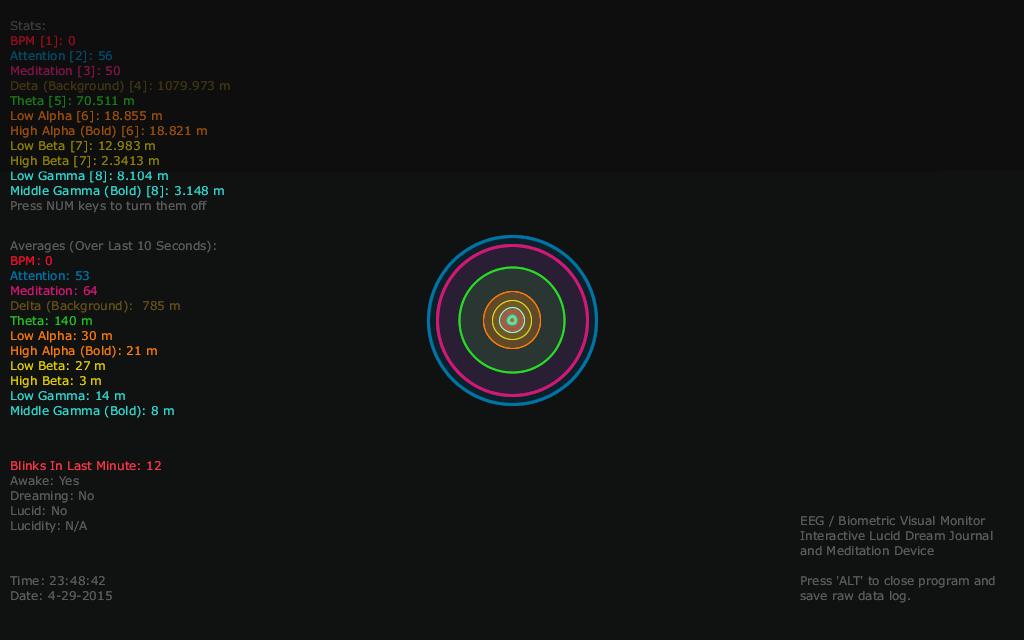 Stats:
BPM [1]: 0
Attention [2]: 56
Meditation [3]: 50
Deta (Background) [4]: 1079.973 m
Theta [5]: 70.511 m
Low Alpha [6]: 18.855 m
High Alpha (Bold) [6]: 18.821 m
Low Beta [7]: 12.983 m
High Beta [7]: 2.3413 m
Low Gamma [8]: 8.104 m
Middle Gamma (Bold) [8]: 3.148 m
Press NUM keys to turn them off
Averages (Over Last 10 Seconds):
BPM: 0
Attention: 53
Meditation: 64
Delta (Background): 785 m
Theta: 140 m
Low Alpha: 30 m
High Alpha (Bold): 21 m
Low Beta: 27 m
High Beta: 3 m
Low Gamma: 14 m
Middle Gamma (Bold): 8 m
Blinks In Last Minute: 12
Awake: Yes
Dreaming: No
Lucid: No
Lucidity: N/A
Time: 23:48:42
Date: 4-29-2015
EEG / Biometric Visual Monitor
Interactive Lucid Dream Journal
and Meditation Device
Press 'ALT' to close program and
save raw data log.